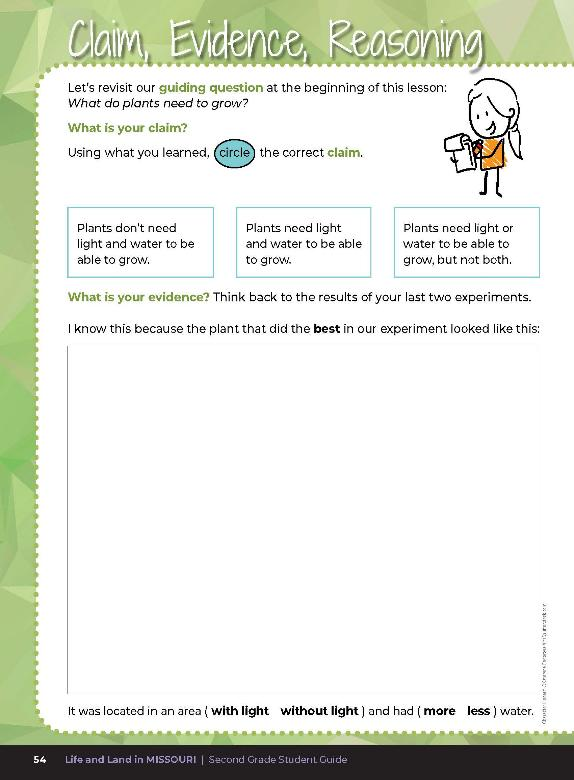 Claim, Evidence, Reasoning
Let's revisit our guiding question at the beginning of this lesson:
What do plants need to grow?
What is your claim?
Using what you learned, circle the correct claim.
Plants don't need
light and water to be
able to grow.
Plants need light
and water to be able
to grow.
Plants need light or
water to be able to
grow, but not both.
What is your evidence? Think back to the results of your last two experiments.
I know this because the plant that did the best in our experiment looked like this:
It was located in an area ( with light without light ) and had ( more less ) water.
54 Life and Land in MISSOURI | Second Grade Student Guide